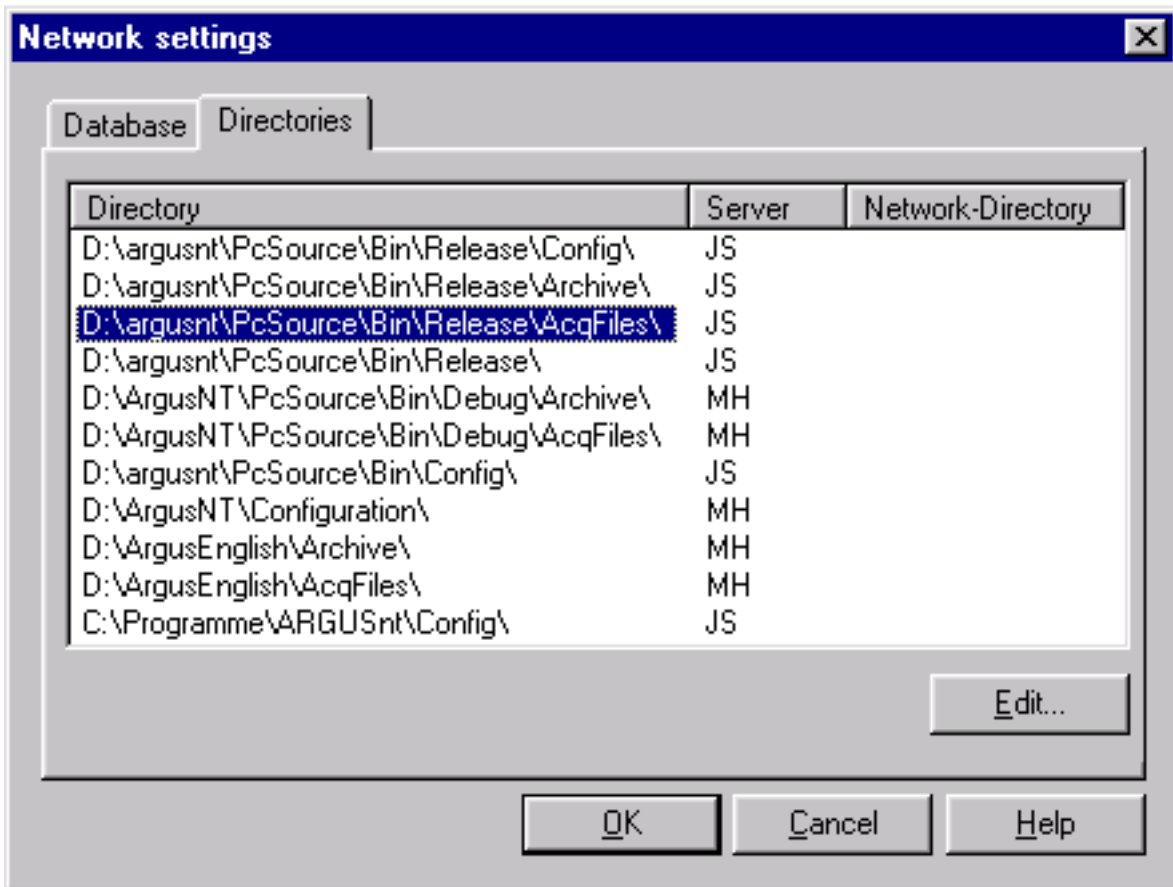 Network settings
Database Directories
Directory Server Network-Directory
D:\argusnt\PcSource\Bin\Release\Config\ JS
D:\argusnt\PcSource\Bin\Release\Archive\ JS
D:\argusnt\PcSource\Bin\Release\AcqFiles\ JS
D:\argusnt\PcSource\Bin\Release\ JS
D:\ArgusNT\PcSource\Bin\Debug\Archive\ MH
D:\ArgusNT\PcSource\Bin\Debug\AcqFiles\ MH
D:\argusnt\PcSource\Bin\Config\ JS
D:\ArgusNT\Configuration\ MH
D:\ArgusEnglish\Archive\ MH
D:\ArgusEnglish\AcqFiles\ MH
C:\Programme\ARGUSnt\Config\ JS
Edit...
OK Cancel Help